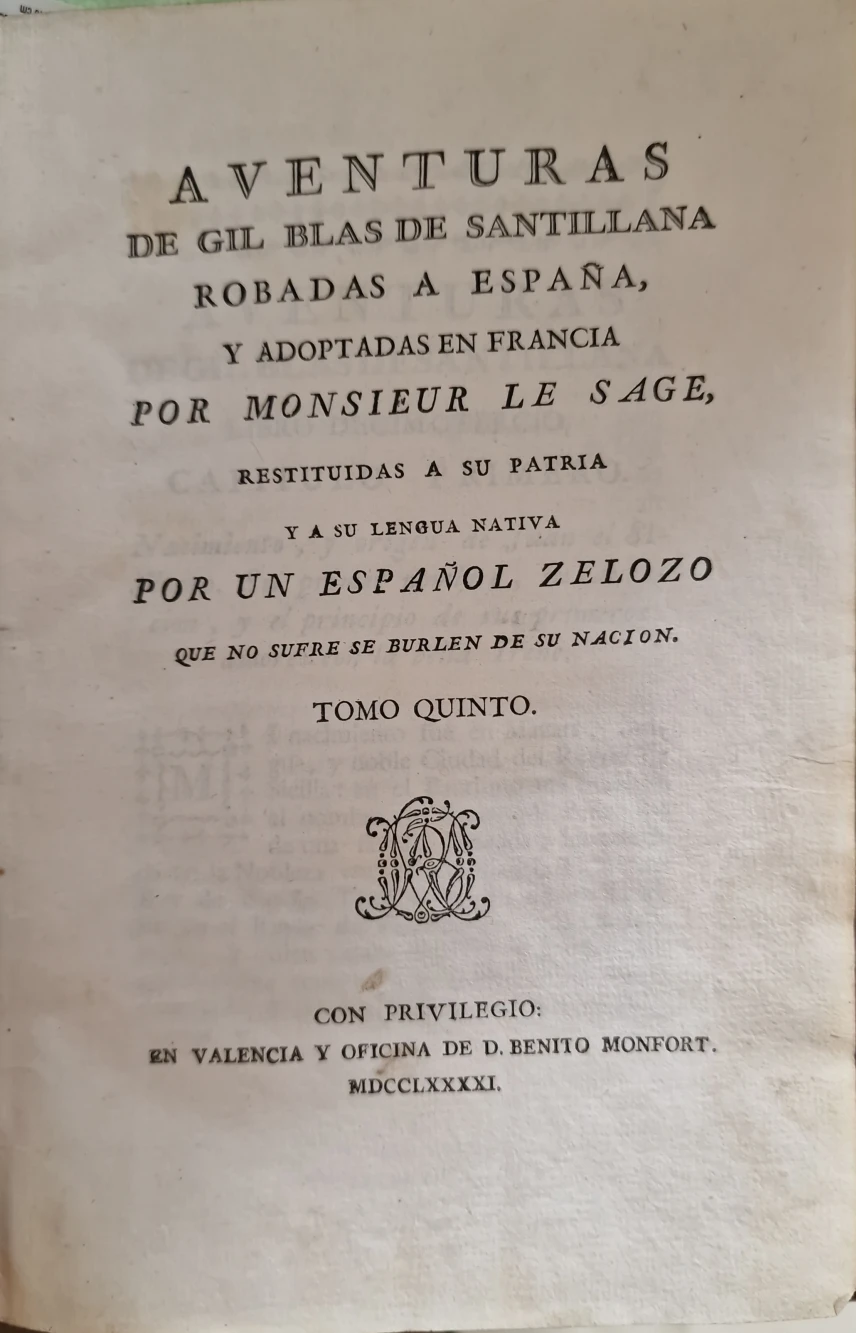 AVENTURAS
DE GIL BLAS DE SANTILLANA
ROBADAS A ESPAÑA,
Y ADOPTADAS EN FRANCIA
POR MONSIEUR LE SAGE,
RESTITUIDAS A SU PATRIA
Y A SU LENGUA NATIVA
POR UN ESPAÑOL ZELOZO
QUE NO SUFRE SE BURLEN DE SU NACION.
TOMO QUINTO.
CON PRIVILEGIO:
EN VALENCIA Y OFICINA DE D. BENITO MONFORT.
MDCCLXXXXI.